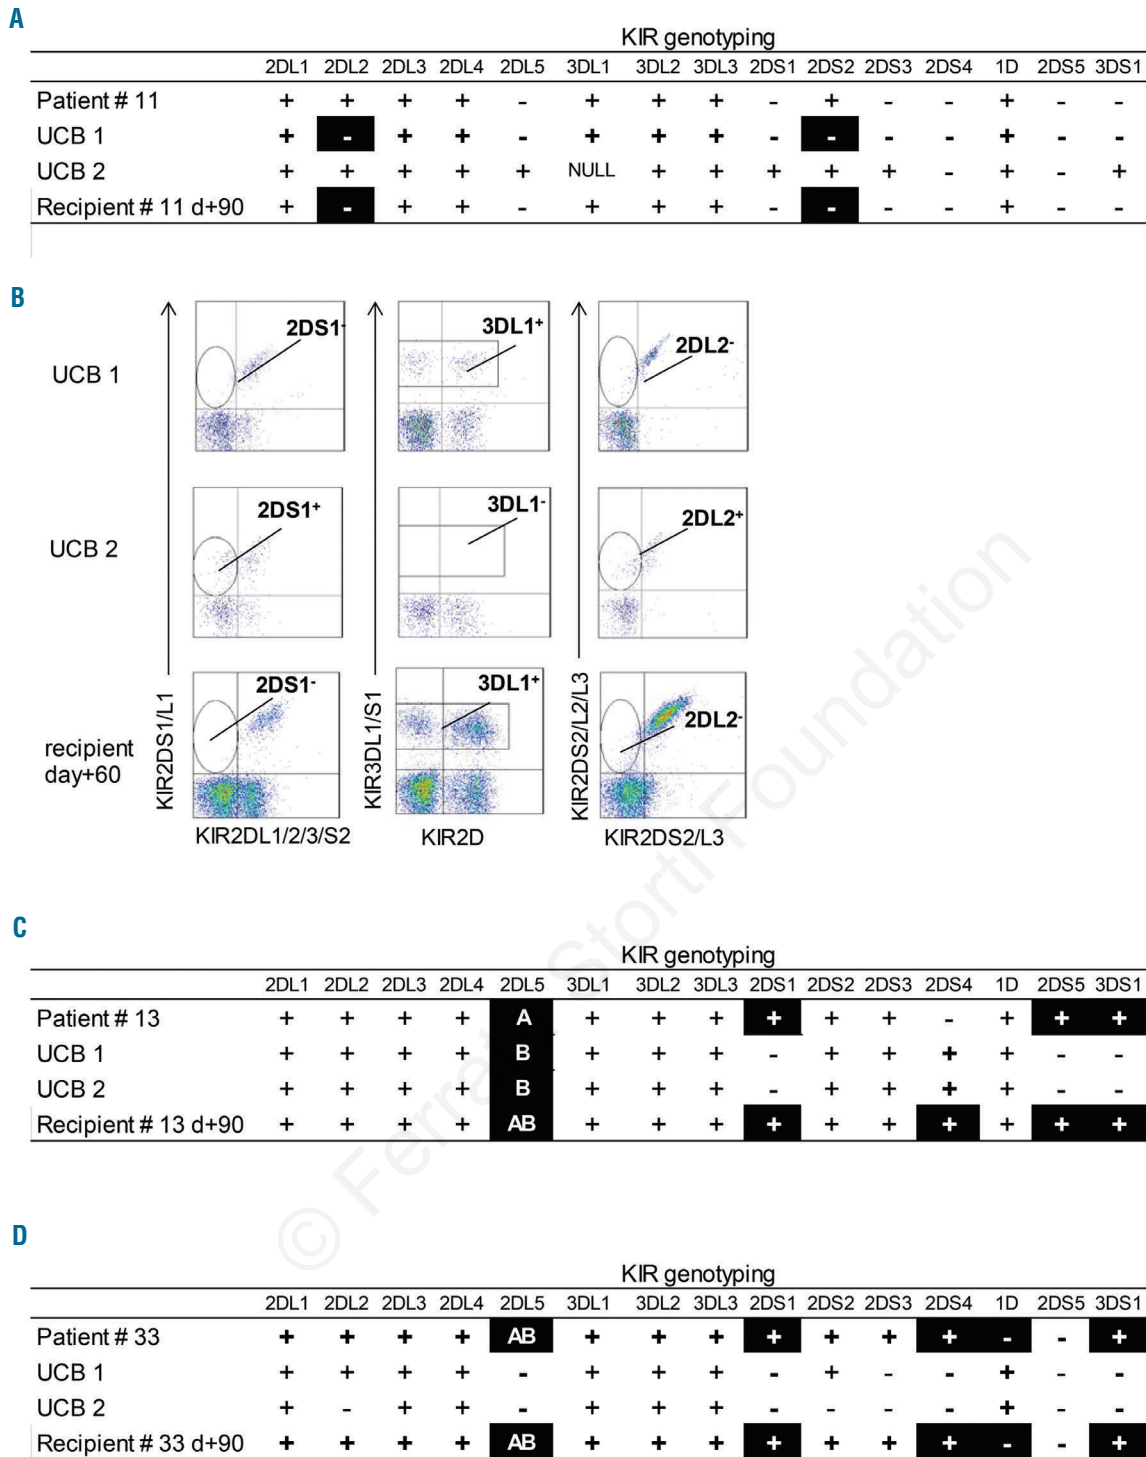 A
KIR genotyping
2DL1 2DL2 2DL3 2DL4 2DL5 3DL1 3DL2 3DL3 2DS1 2DS2 2DS3 2DS4 1D 2DS5 3DS1
Patient # 11 + + + + - + + + - + - - + - -
UCB 1 + - + + - + + + - - - - + - -
UCB 2 + + + + + NULL + + + + + - + - +
Recipient # 11 d+90 + - + + - + + + - - - - + - -
B
UCB 1
2DS1-
3DL1+
2DL2-
UCB 2
2DS1+
3DL1-
2DL2+
recipient
day+60
2DS1-
3DL1+
2DL2-
KIR2DS1/L1
KIR3DL1/S1
KIR2DS2/L2/L3
KIR2DL1/2/3/S2
KIR2D
KIR2DS2/L3
C
KIR genotyping
2DL1 2DL2 2DL3 2DL4 2DL5 3DL1 3DL2 3DL3 2DS1 2DS2 2DS3 2DS4 1D 2DS5 3DS1
Patient # 13 + + + + A + + + + + + - + + +
UCB 1 + + + + B + + + - + + + + - -
UCB 2 + + + + B + + + - + + + + - -
Recipient # 13 d+90 + + + + AB + + + + + + + + + +
D
KIR genotyping
2DL1 2DL2 2DL3 2DL4 2DL5 3DL1 3DL2 3DL3 2DS1 2DS2 2DS3 2DS4 1D 2DS5 3DS1
Patient # 33 + + + + AB + + + + + + + - - +
UCB 1 + + + + - + + + - + - - + - -
UCB 2 + - + + - + + + - - - - + - -
Recipient # 33 d+90 + + + + AB + + + + + + + - - +
© Ferrata Storti Foundation